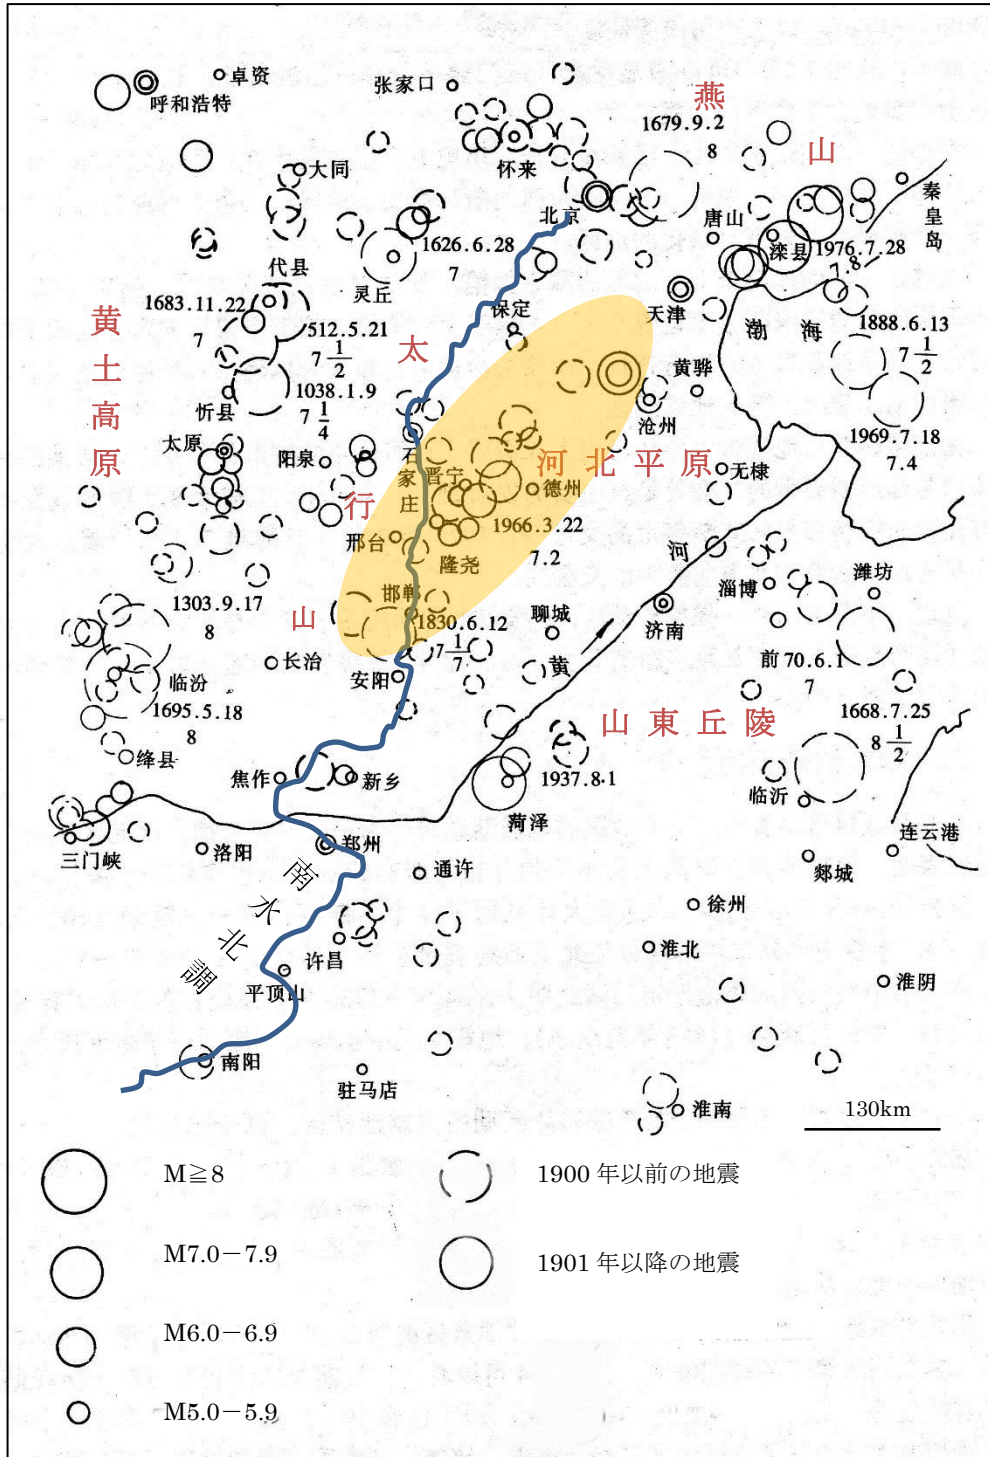 卓资
呼和浩特
张家口
燕
1679.9.2
8
山
怀来
大同
北京
秦皇岛
唐山
滦县
1976.7.28
7.8
1626.6.28
7
灵丘
代县
1683.11.22
7
512.5.21
7 1/2
保定
天津
渤海
1888.6.13
7 1/2
黄土高原
太
黄骅
1038.1.9
7 1/4
忻县
沧州
1969.7.18
7.4
太原
阳泉
石家庄
晋宁
河北平原
德州
无棣
行
1966.3.22
7.2
邢台
隆尧
河
淄博
潍坊
1303.9.17
8
山
邯郸
1830.6.12
7 1/7
聊城
济南
长治
安阳
黄
前70.6.1
7
临汾
1695.5.18
8
山東丘陵
1668.7.25
8 1/2
绛县
焦作
新乡
1937.8.1
菏泽
临沂
三门峡
洛阳
郑州
连云港
通许
郯城
南水北調
徐州
许昌
淮北
平顶山
淮阴
南阳
驻马店
淮南
130km
M≧8
1900 年以前の地震
M7.0－7.9
1901 年以降の地震
M6.0－6.9
M5.0－5.9